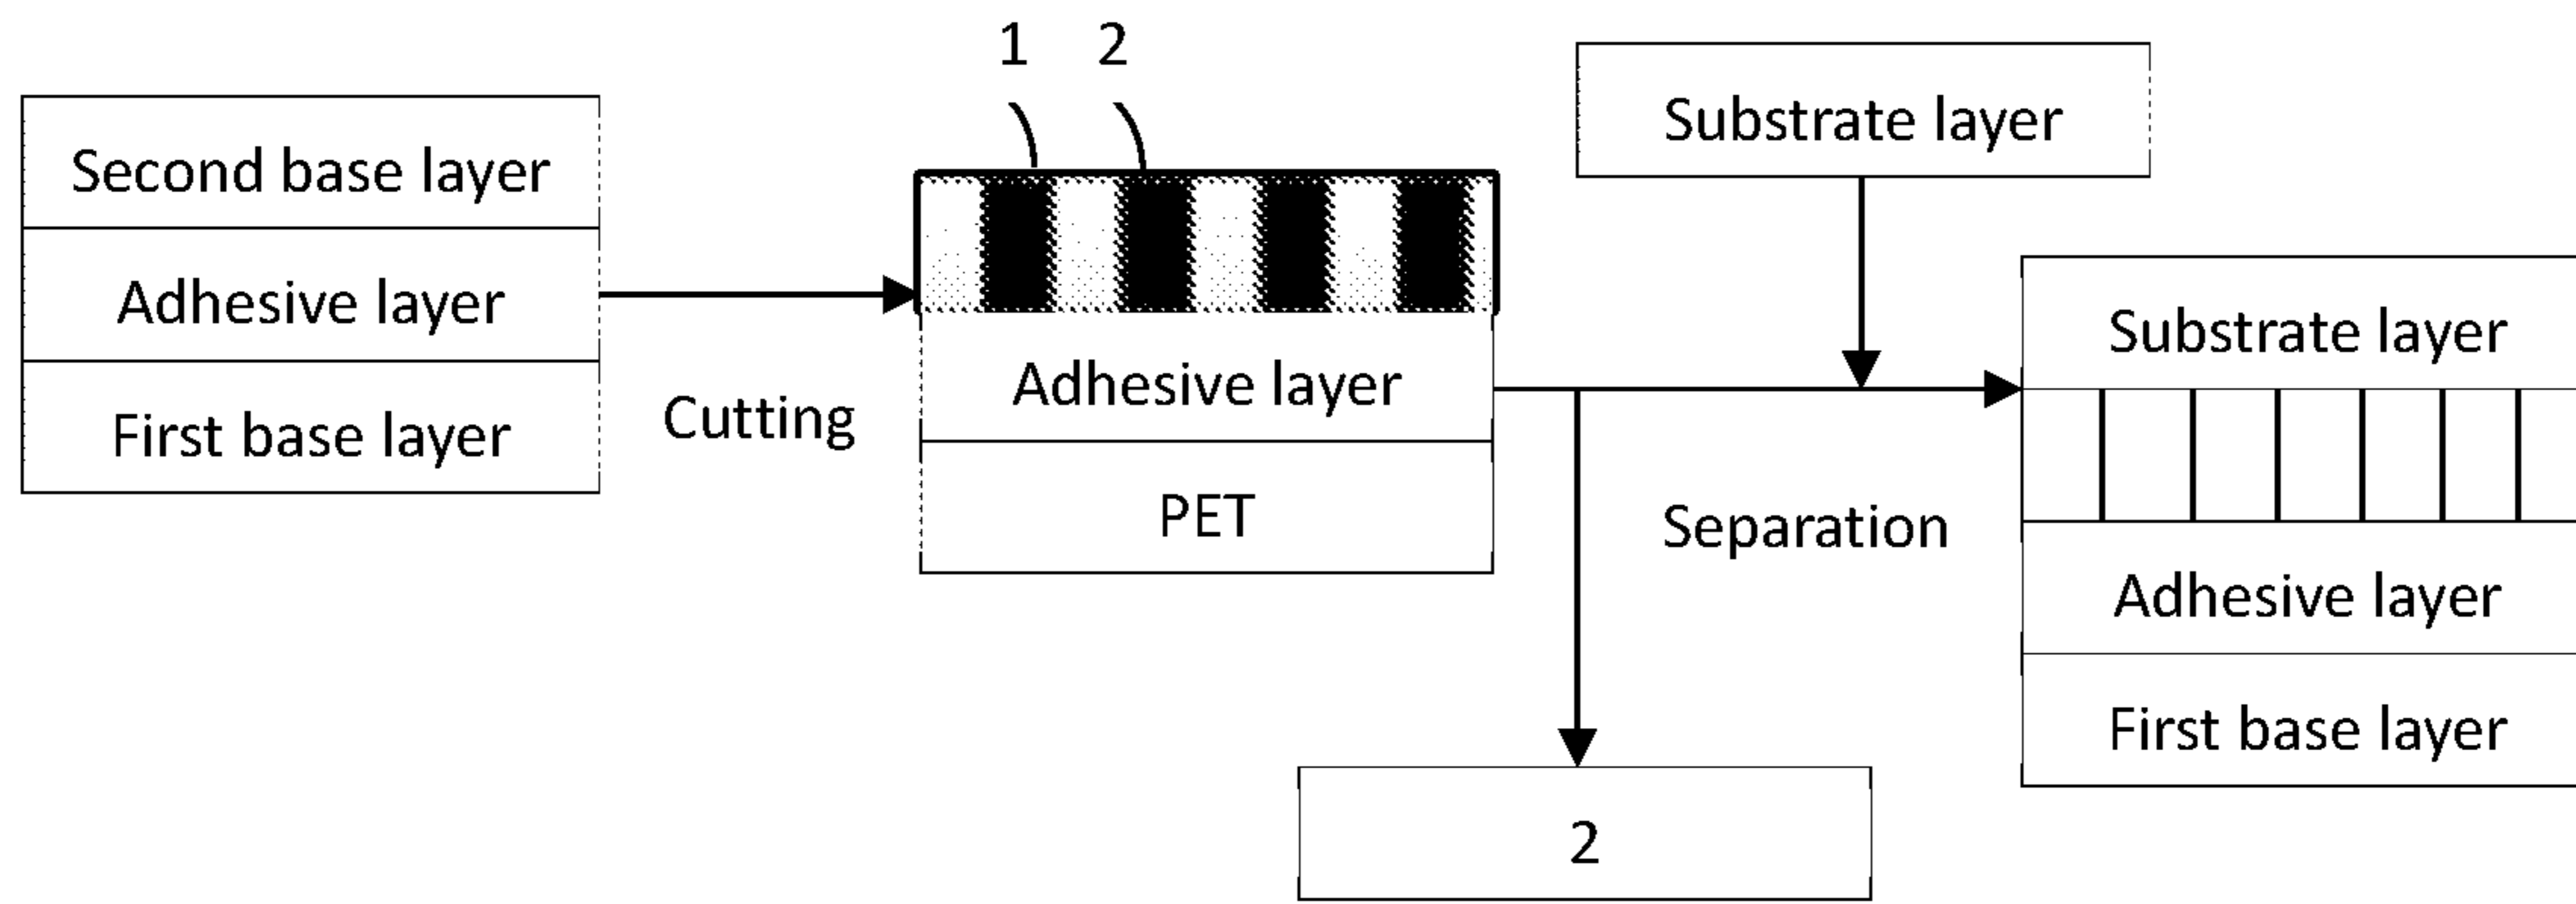 1 2
Substrate layer
Second base layer
Adhesive layer
First base layer
Cutting
Adhesive layer
PET
Separation
Substrate layer
Adhesive layer
First base layer
2